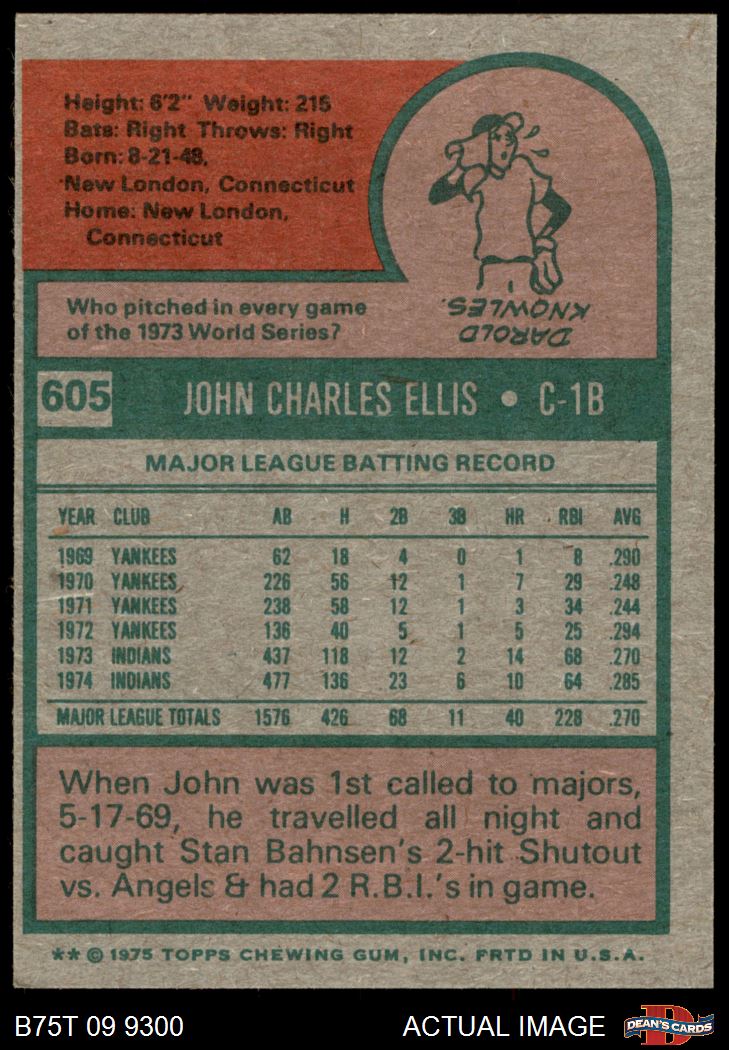 Height: 6'2" Weight: 215
Bats: Right Throws: Right
Born: 8-21-48,
New London, Connecticut
Home: New London,
Connecticut
Who pitched in every game
of the 1973 World Series?
DAROLD
KNOWLES.
605 JOHN CHARLES ELLIS • C-1B
MAJOR LEAGUE BATTING RECORD
YEAR CLUB AB H 2B 3B HR RBI AVG
1969 YANKEES 62 18 4 0 1 8 .290
1970 YANKEES 226 56 12 1 7 29 .248
1971 YANKEES 238 58 12 1 3 34 .244
1972 YANKEES 136 40 5 1 5 25 .294
1973 INDIANS 437 118 12 2 14 68 .270
1974 INDIANS 477 136 23 6 10 64 .285
MAJOR LEAGUE TOTALS 1576 426 68 11 40 228 .270
When John was 1st called to majors,
5-17-69, he travelled all night and
caught Stan Bahnsen's 2-hit Shutout
vs. Angels & had 2 R.B.I.'s in game.
** © 1975 TOPPS CHEWING GUM, INC. PRTD IN U.S.A.
B75T 09 9300 ACTUAL IMAGE
D
DEAN'S CARDS